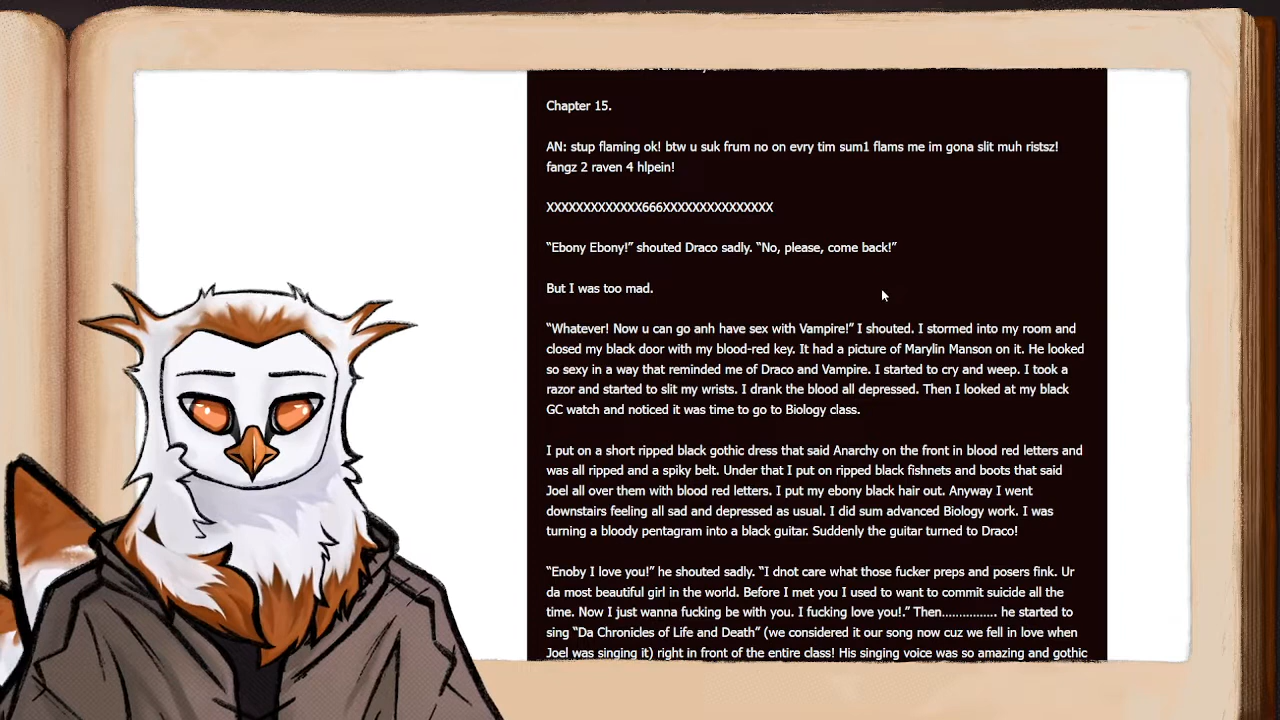 Chapter 15.
AN: stup flaming ok! btw u suk frum no on evry tim sum1 flams me im gona slit muh ristsz!
fangz 2 raven 4 hlpein!
XXXXXXXXXXXXX666XXXXXXXXXXXXXXX
“Ebony Ebony!” shouted Draco sadly. “No, please, come back!”
But I was too mad.
“Whatever! Now u can go anh have sex with Vampire!” I shouted. I stormed into my room and
closed my black door with my blood-red key. It had a picture of Marylin Manson on it. He looked
so sexy in a way that reminded me of Draco and Vampire. I started to cry and weep. I took a
razor and started to slit my wrists. I drank the blood all depressed. Then I looked at my black
GC watch and noticed it was time to go to Biology class.
I put on a short ripped black gothic dress that said Anarchy on the front in blood red letters and
was all ripped and a spiky belt. Under that I put on ripped black fishnets and boots that said
Joel all over them with blood red letters. I put my ebony black hair out. Anyway I went
downstairs feeling all sad and depressed as usual. I did sum advanced Biology work. I was
turning a bloody pentagram into a black guitar. Suddenly the guitar turned to Draco!
“Enoby I love you!” he shouted sadly. “I dnot care what those fucker preps and posers fink. Ur
da most beautiful girl in the world. Before I met you I used to want to commit suicide all the
time. Now I just wanna fucking be with you. I fucking love you!.” Then…………… he started to
sing “Da Chronicles of Life and Death” (we considered it our song now cuz we fell in love when
Joel was singing it) right in front of the entire class! His singing voice was so amazing and gothic